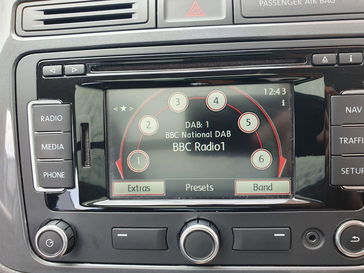 PASSENGER AIR BAG
12:43
i
1
2
3
4
5
6
DAB: 1
BBC National DAB
BBC Radio1
Extras
Presets
Band
RADIO
MEDIA
PHONE
NAV
TRAFFIC
SETUP